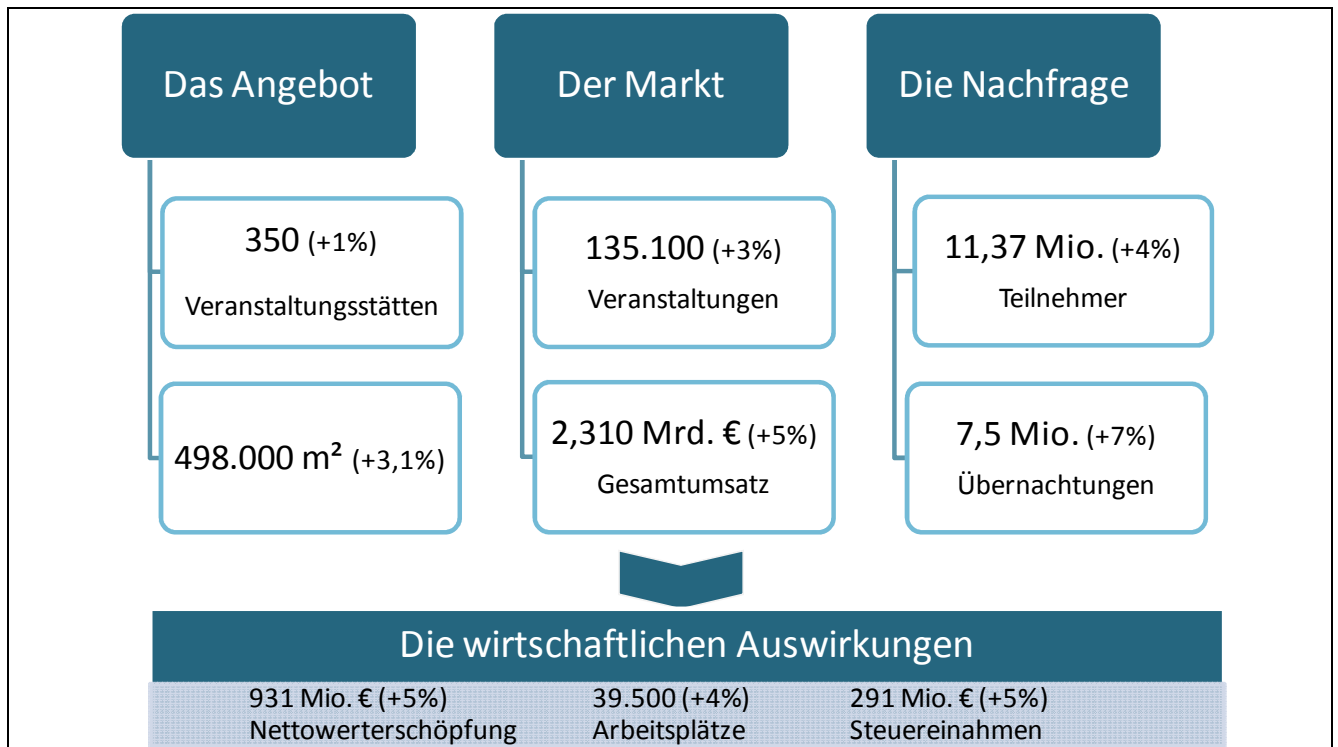 Das Angebot
350 (+1%)
Veranstaltungsstätten
498.000 m² (+3,1%)
Der Markt
135.100 (+3%)
Veranstaltungen
2,310 Mrd. € (+5%)
Gesamtumsatz
Die Nachfrage
11,37 Mio. (+4%)
Teilnehmer
7,5 Mio. (+7%)
Übernachtungen
Die wirtschaftlichen Auswirkungen
931 Mio. € (+5%)
Nettowerterschöpfung
39.500 (+4%)
Arbeitsplätze
291 Mio. € (+5%)
Steuereinahmen